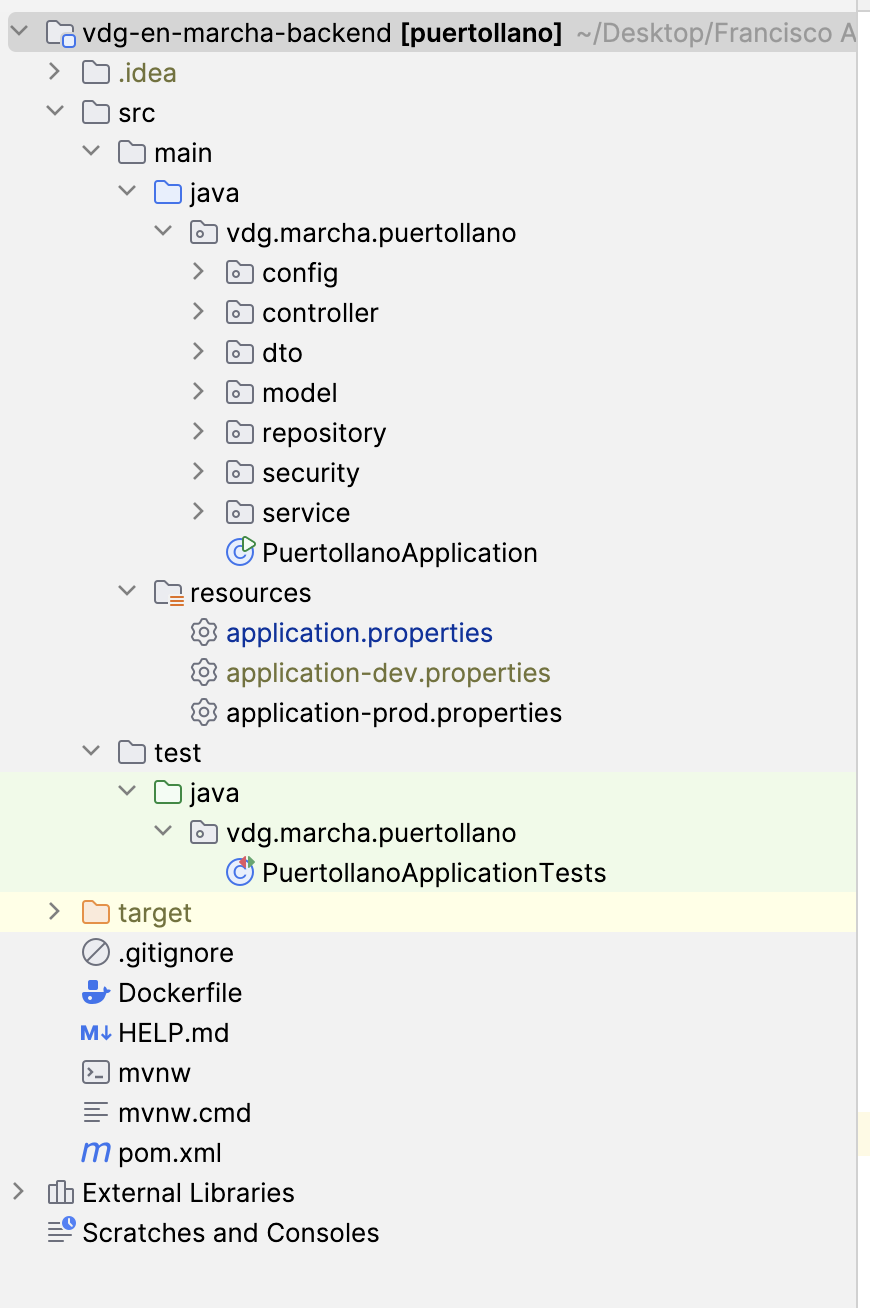 vdg-en-marcha-backend [puertollano] ~/Desktop/Francisco A
.idea
src
main
java
vdg.marcha.puertollano
config
controller
dto
model
repository
security
service
PuertollanoApplication
resources
application.properties
application-dev.properties
application-prod.properties
test
java
vdg.marcha.puertollano
PuertollanoApplicationTests
target
.gitignore
Dockerfile
M↓ HELP.md
mvnw
mvnw.cmd
m pom.xml
External Libraries
Scratches and Consoles